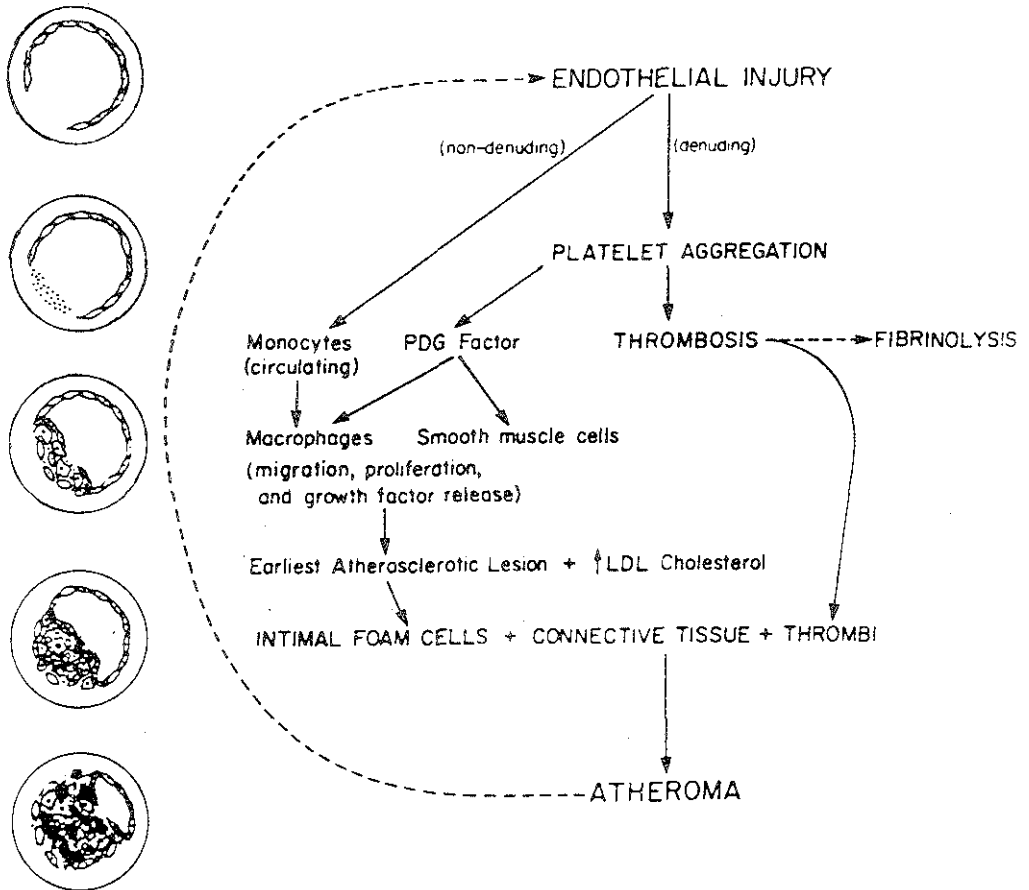 ENDOTHELIAL INJURY
(non-denuding)
(denuding)
PLATELET AGGREGATION
Monocytes
(circulating)
PDG Factor
THROMBOSIS
FIBRINOLYSIS
Macrophages
Smooth muscle cells
(migration, proliferation,
and growth factor release)
Earliest Atherosclerotic Lesion + ↑LDL Cholesterol
INTIMAL FOAM CELLS + CONNECTIVE TISSUE + THROMBI
ATHEROMA